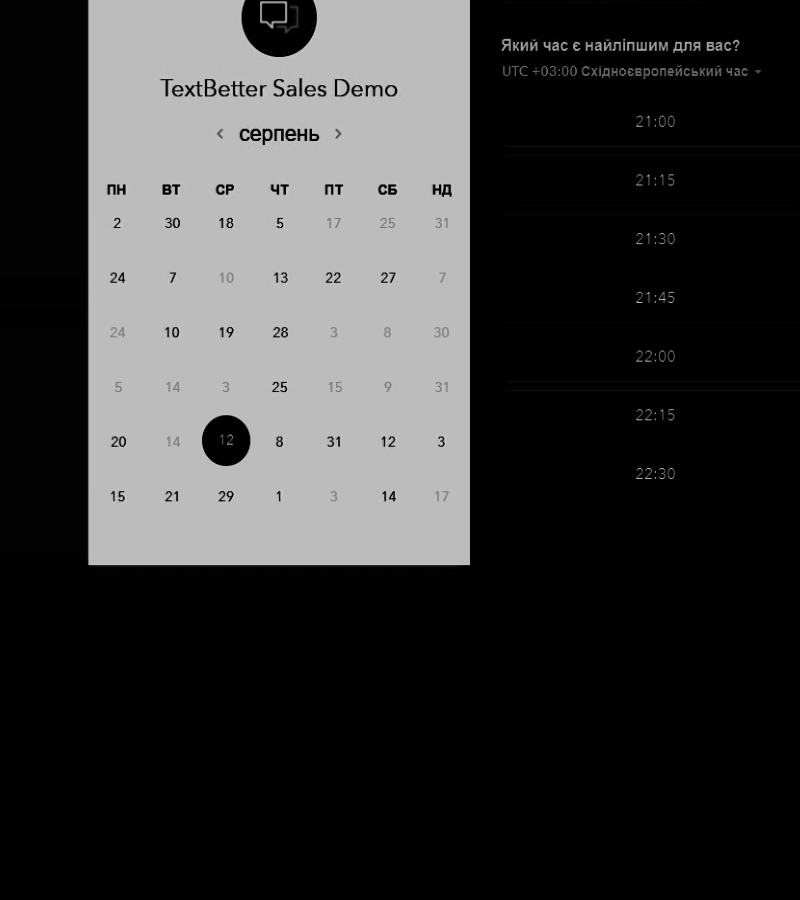 TextBetter Sales Demo
серпень
ПН ВТ СР ЧТ ПТ СБ НД
2 30 18 5 17 25 31
24 7 10 13 22 27 7
24 10 19 28 3 8 30
5 14 3 25 15 9 31
20 14 12 8 31 12 3
15 21 29 1 3 14 17
Який час є найліпшим для вас?
UTC +03:00 Східноєвропейський час
21:00
21:15
21:30
21:45
22:00
22:15
22:30